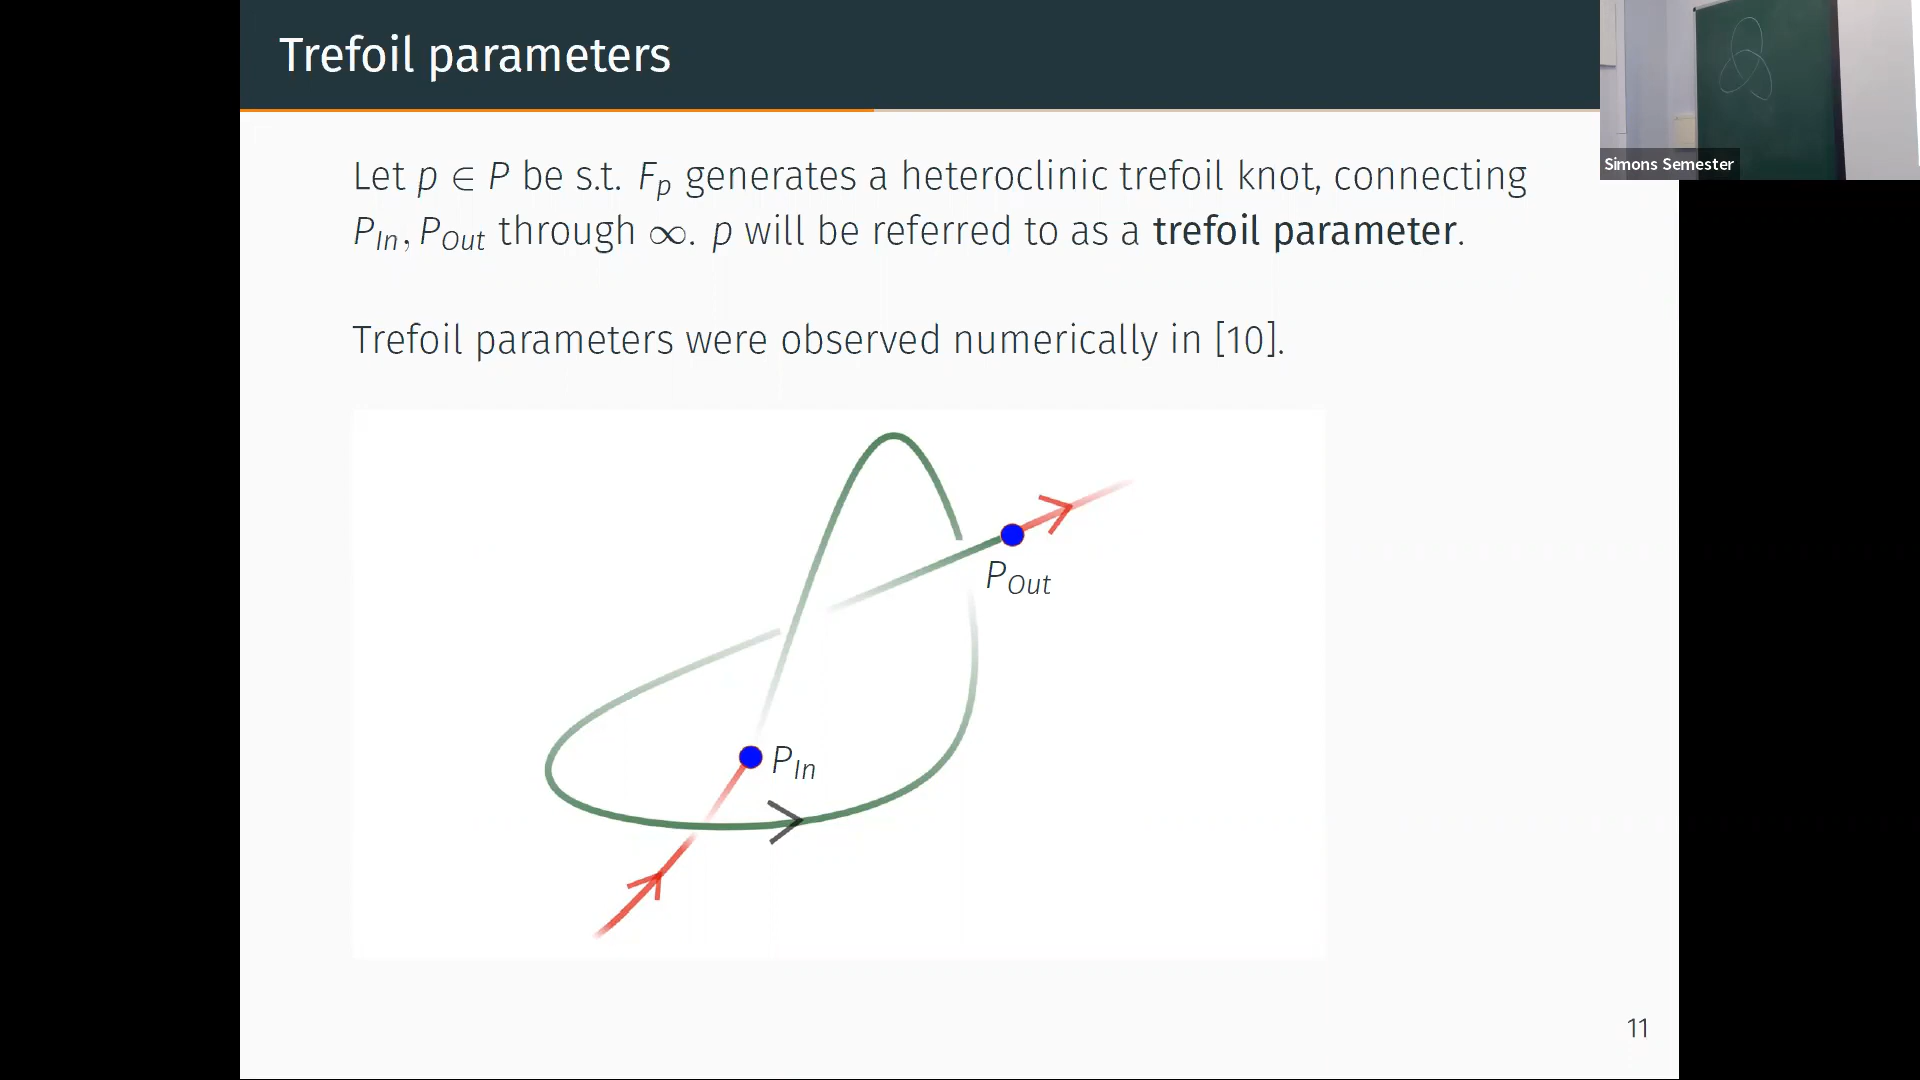 Trefoil parameters
Simons Semester
Let p ∈ P be s.t. F_p generates a heteroclinic trefoil knot, connecting
P_In, P_Out through ∞. p will be referred to as a trefoil parameter.
Trefoil parameters were observed numerically in [10].
P_Out
P_In
11